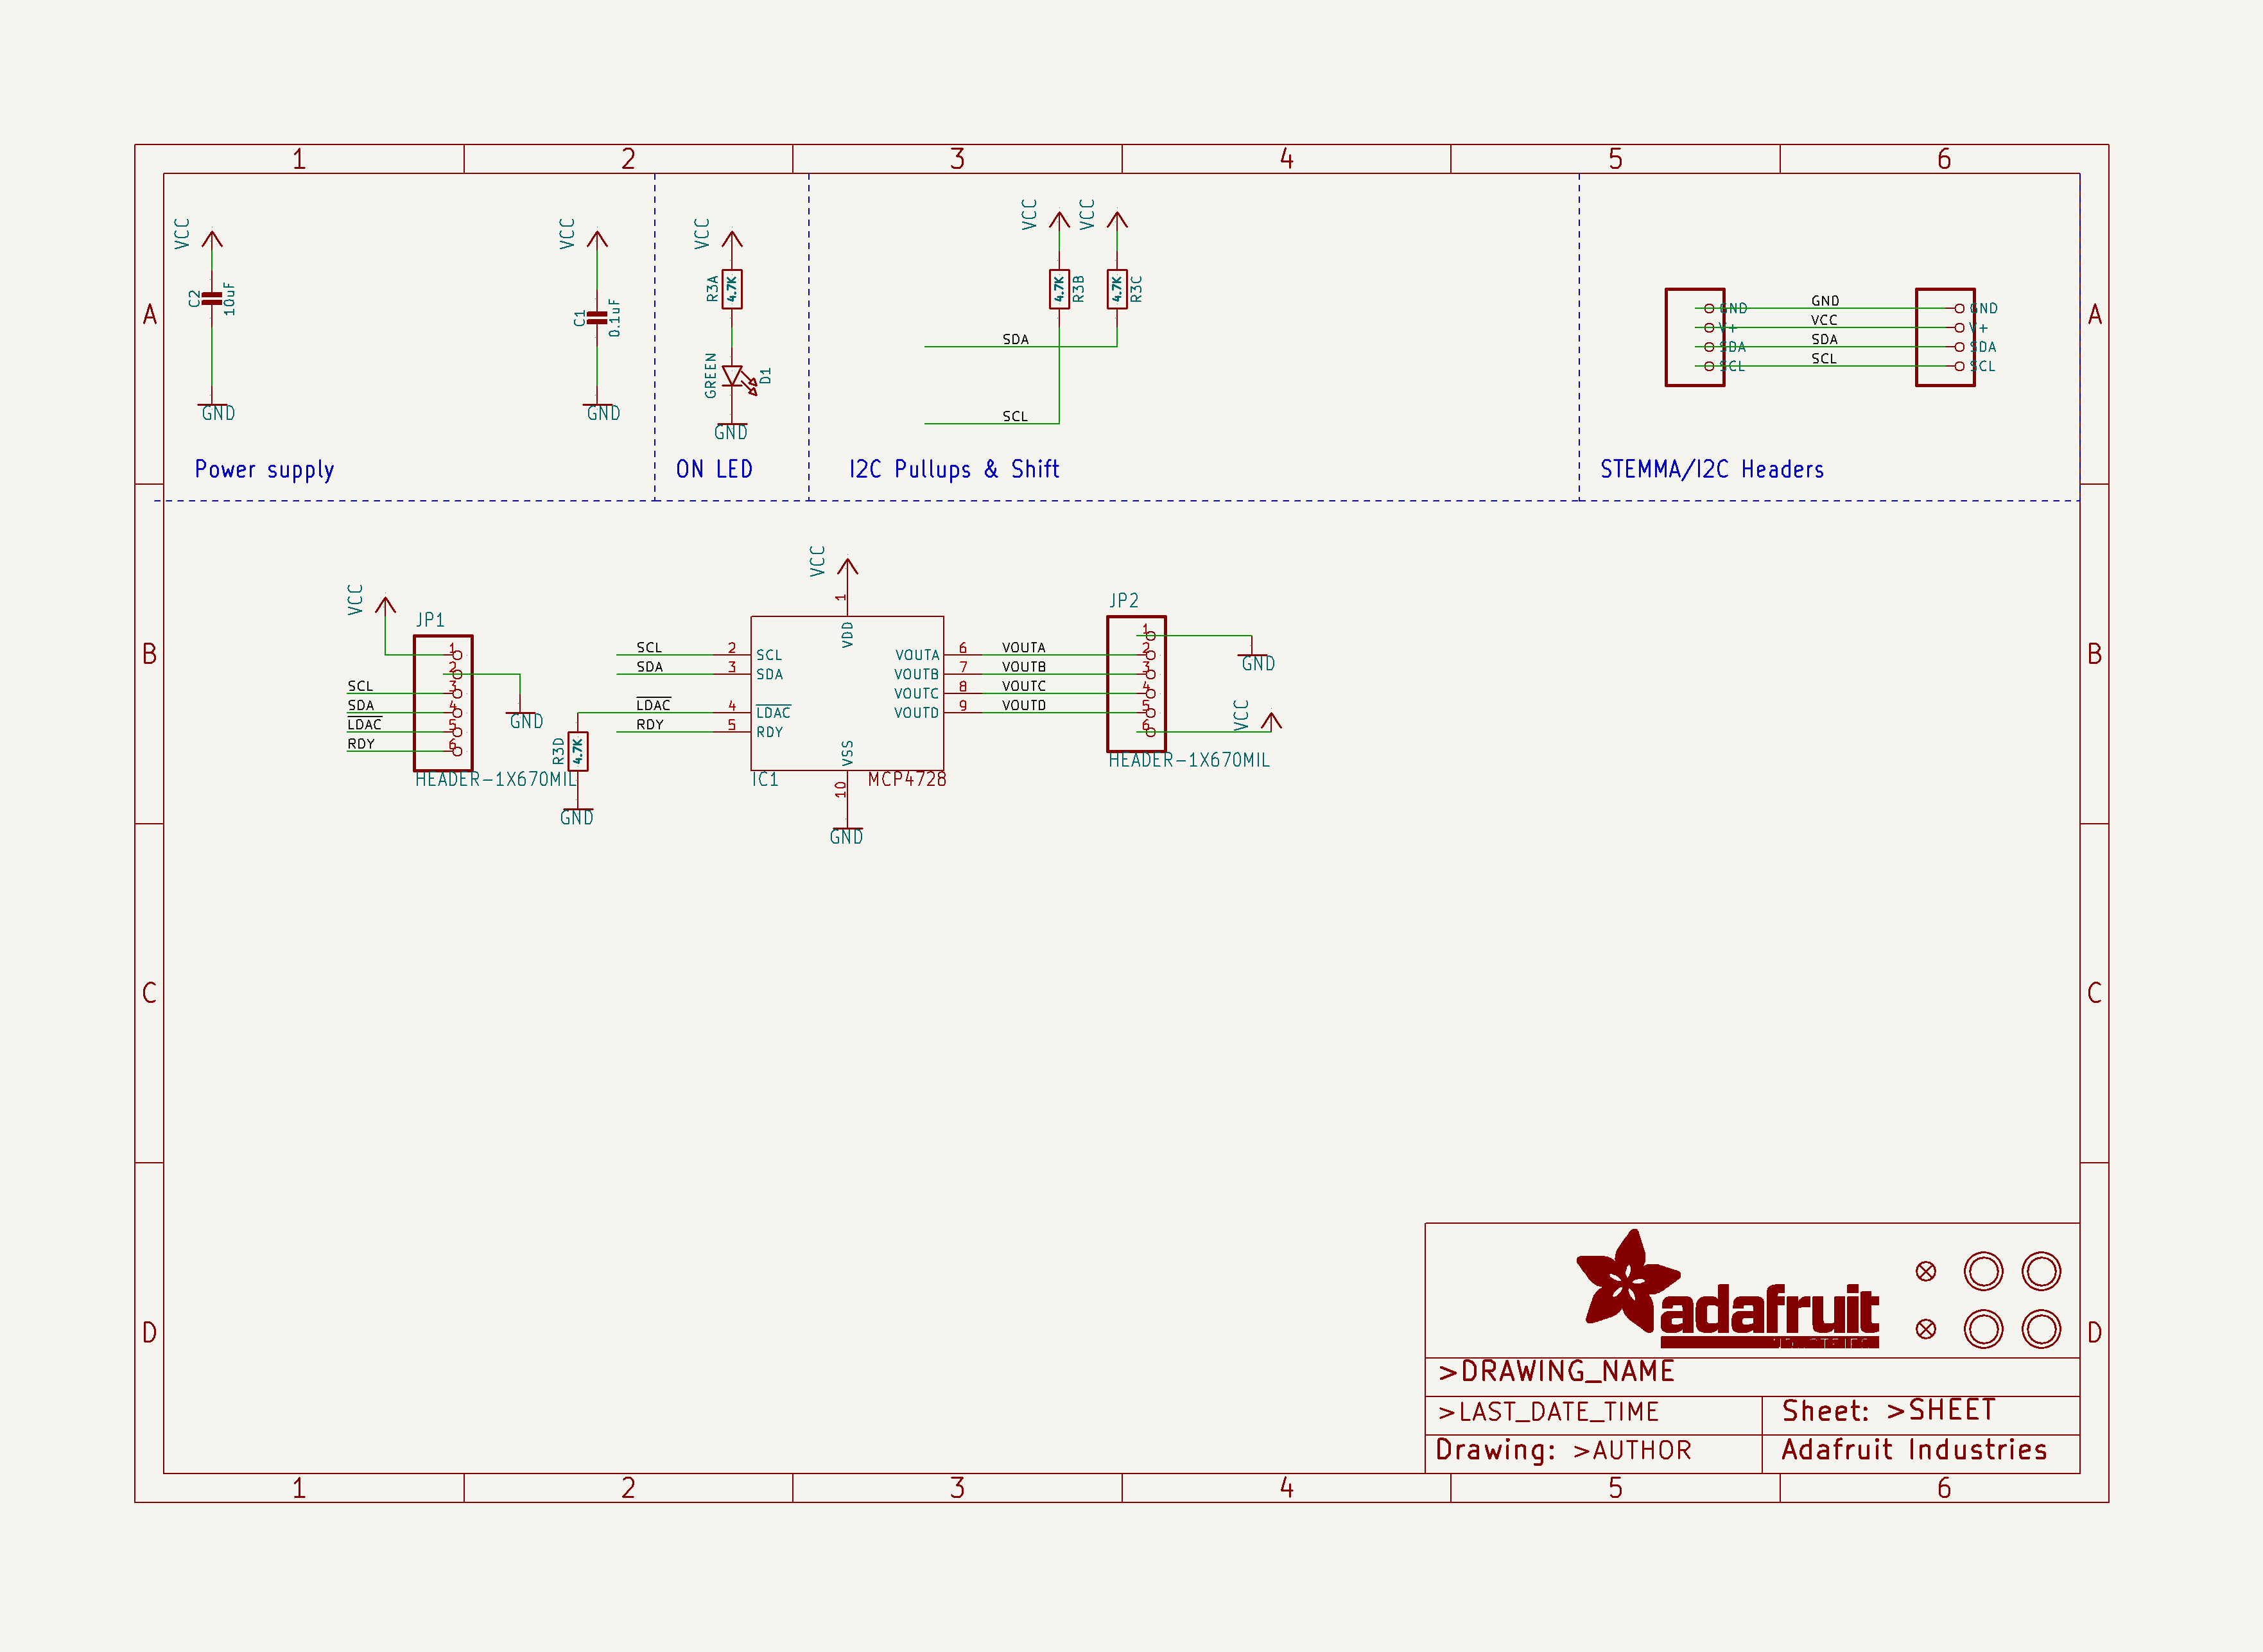 1 2 3 4 5 6
A A
VCC VCC VCC VCC VCC
C2 10uF
C1 0.1uF
R3A 4.7K
4.7K R3B
4.7K R3C
GREEN D1
SDA
SCL
GND GND GND
GND GND GND
V+ VCC V+
SDA SDA SDA
SCL SCL SCL
Power supply ON LED I2C Pullups & Shift STEMMA/I2C Headers
B B
VCC
JP1
1
2
SCL 3
SDA 4
LDAC 5
RDY 6
HEADER-1X670MIL
GND
R3D 4.7K
GND
VCC
1
VDD
SCL 2 SCL
SDA 3 SDA
LDAC 4 LDAC
RDY 5 RDY
VOUTA 6 VOUTA
VOUTB 7 VOUTB
VOUTC 8 VOUTC
VOUTD 9 VOUTD
VSS
IC1 MCP4728
10
GND
JP2
1
2
3
4
5
6
HEADER-1X670MIL
GND
VCC
C C
D D
adafruit
>DRAWING_NAME
>LAST_DATE_TIME Sheet: >SHEET
Drawing: >AUTHOR Adafruit Industries
1 2 3 4 5 6